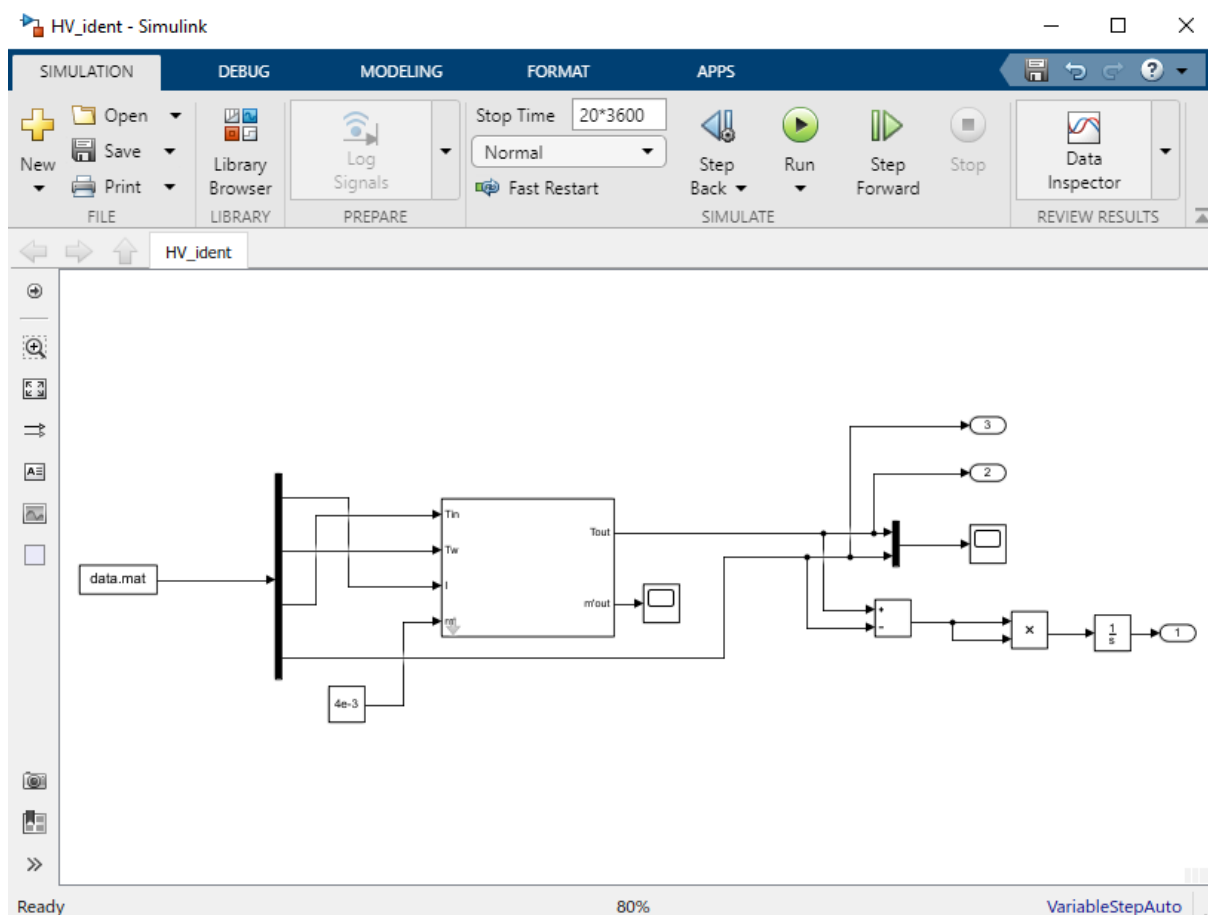 HV_ident - Simulink
SIMULATION DEBUG MODELING FORMAT APPS
New
Open
Save
Print
FILE
Library Browser
LIBRARY
Log Signals
PREPARE
Stop Time 20*3600
Normal
Fast Restart
Step Back
Run
Step Forward
Stop
SIMULATE
Data Inspector
REVIEW RESULTS
HV_ident
data.mat
4e-3
Tin
Tw
I
Tout
m'out
3
2
+
-
×
1
s
1
Ready 80% VariableStepAuto